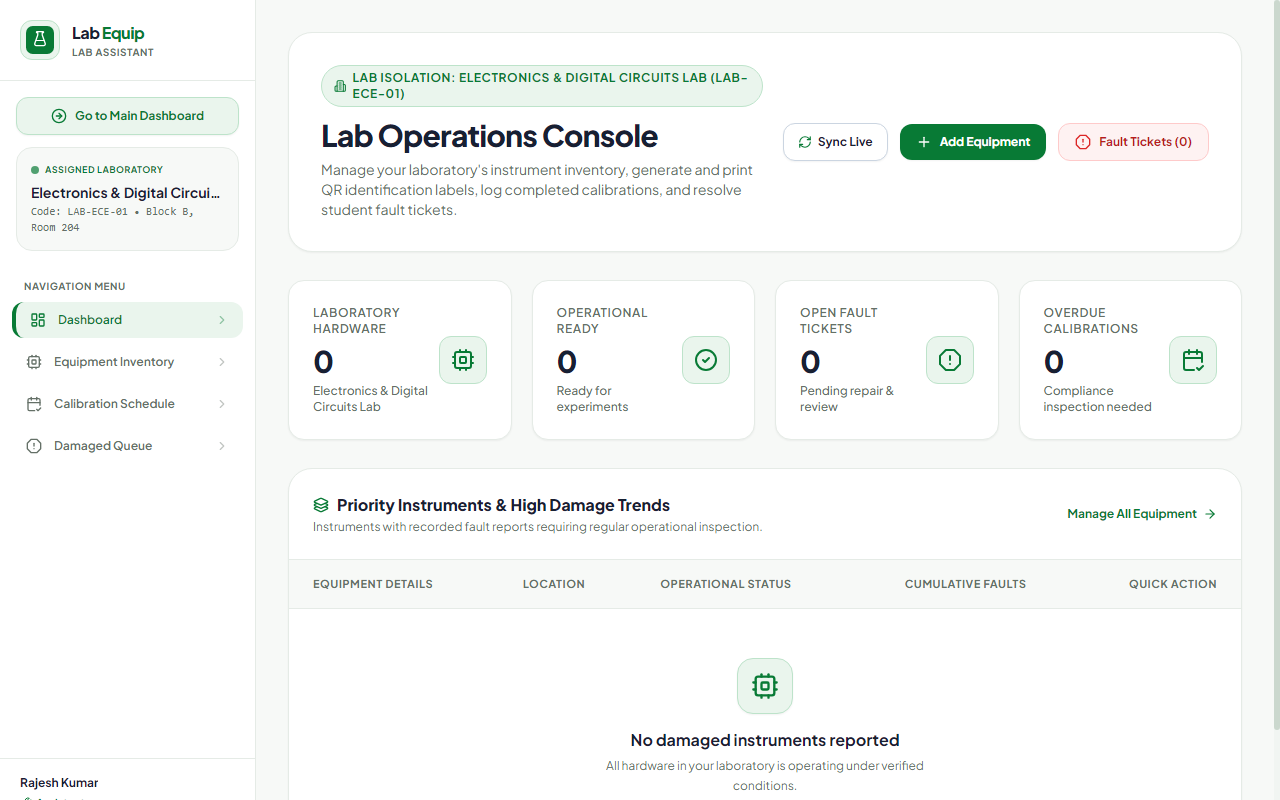 Lab Equip
LAB ASSISTANT
Go to Main Dashboard
ASSIGNED LABORATORY
Electronics & Digital Circui...
Code: LAB-ECE-01 • Block B,
Room 204
NAVIGATION MENU
Dashboard
Equipment Inventory
Calibration Schedule
Damaged Queue
Rajesh Kumar
LAB ISOLATION: ELECTRONICS & DIGITAL CIRCUITS LAB (LAB-
ECE-01)
Lab Operations Console
Manage your laboratory's instrument inventory, generate and print
QR identification labels, log completed calibrations, and resolve
student fault tickets.
Sync Live
Add Equipment
Fault Tickets (0)
LABORATORY
HARDWARE
0
Electronics & Digital
Circuits Lab
OPERATIONAL
READY
0
Ready for
experiments
OPEN FAULT
TICKETS
0
Pending repair &
review
OVERDUE
CALIBRATIONS
0
Compliance
inspection needed
Priority Instruments & High Damage Trends
Instruments with recorded fault reports requiring regular operational inspection.
Manage All Equipment
EQUIPMENT DETAILS LOCATION OPERATIONAL STATUS CUMULATIVE FAULTS QUICK ACTION
No damaged instruments reported
All hardware in your laboratory is operating under verified
conditions.